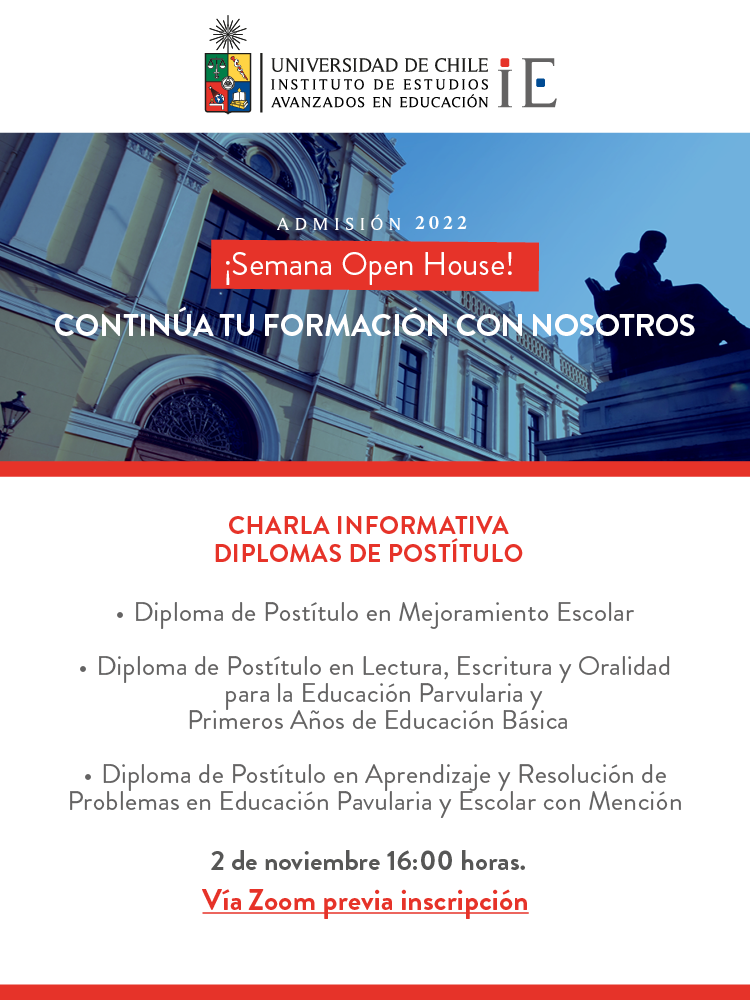 UNIVERSIDAD DE CHILE
INSTITUTO DE ESTUDIOS
AVANZADOS EN EDUCACIÓN
iE
ADMISIÓN 2022
¡Semana Open House!
CONTINÚA TU FORMACIÓN CON NOSOTROS
CHARLA INFORMATIVA
DIPLOMAS DE POSTÍTULO
• Diploma de Postítulo en Mejoramiento Escolar
• Diploma de Postítulo en Lectura, Escritura y Oralidad
para la Educación Parvularia y
Primeros Años de Educación Básica
• Diploma de Postítulo en Aprendizaje y Resolución de
Problemas en Educación Pavularia y Escolar con Mención
2 de noviembre 16:00 horas.
Vía Zoom previa inscripción